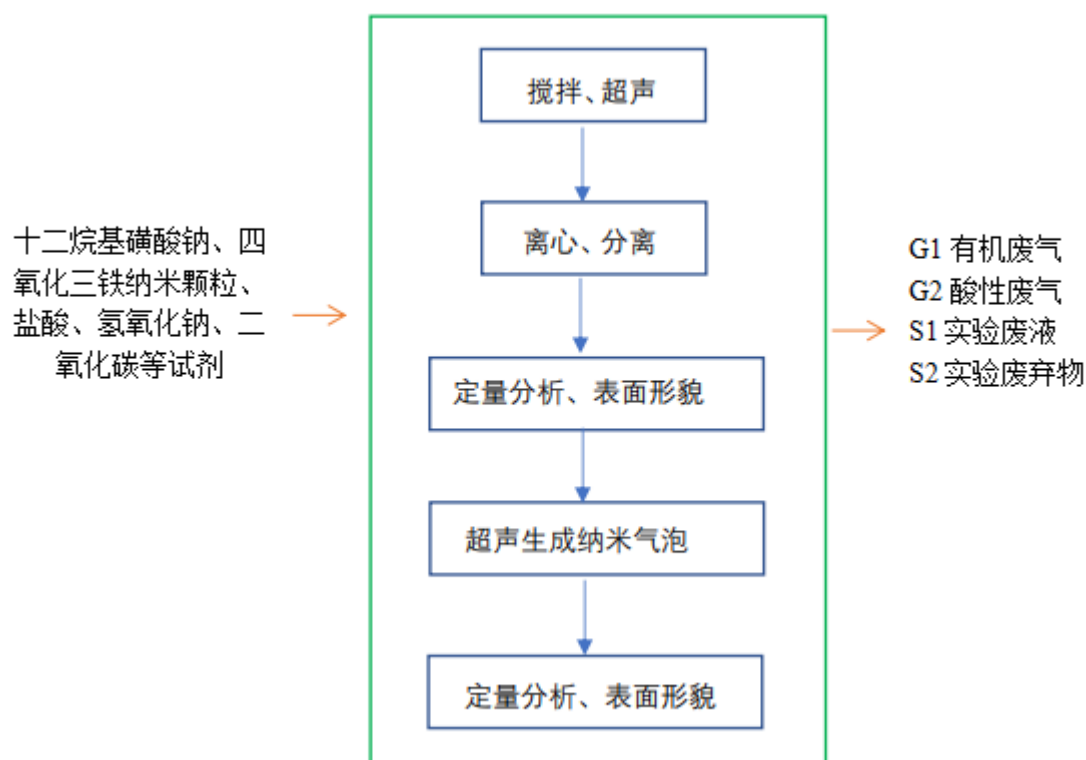 十二烷基磺酸钠、四
氧化三铁纳米颗粒、
盐酸、氢氧化钠、二
氧化碳等试剂
搅拌、超声
离心、分离
定量分析、表面形貌
超声生成纳米气泡
定量分析、表面形貌
G1 有机废气
G2 酸性废气
S1 实验废液
S2 实验废弃物